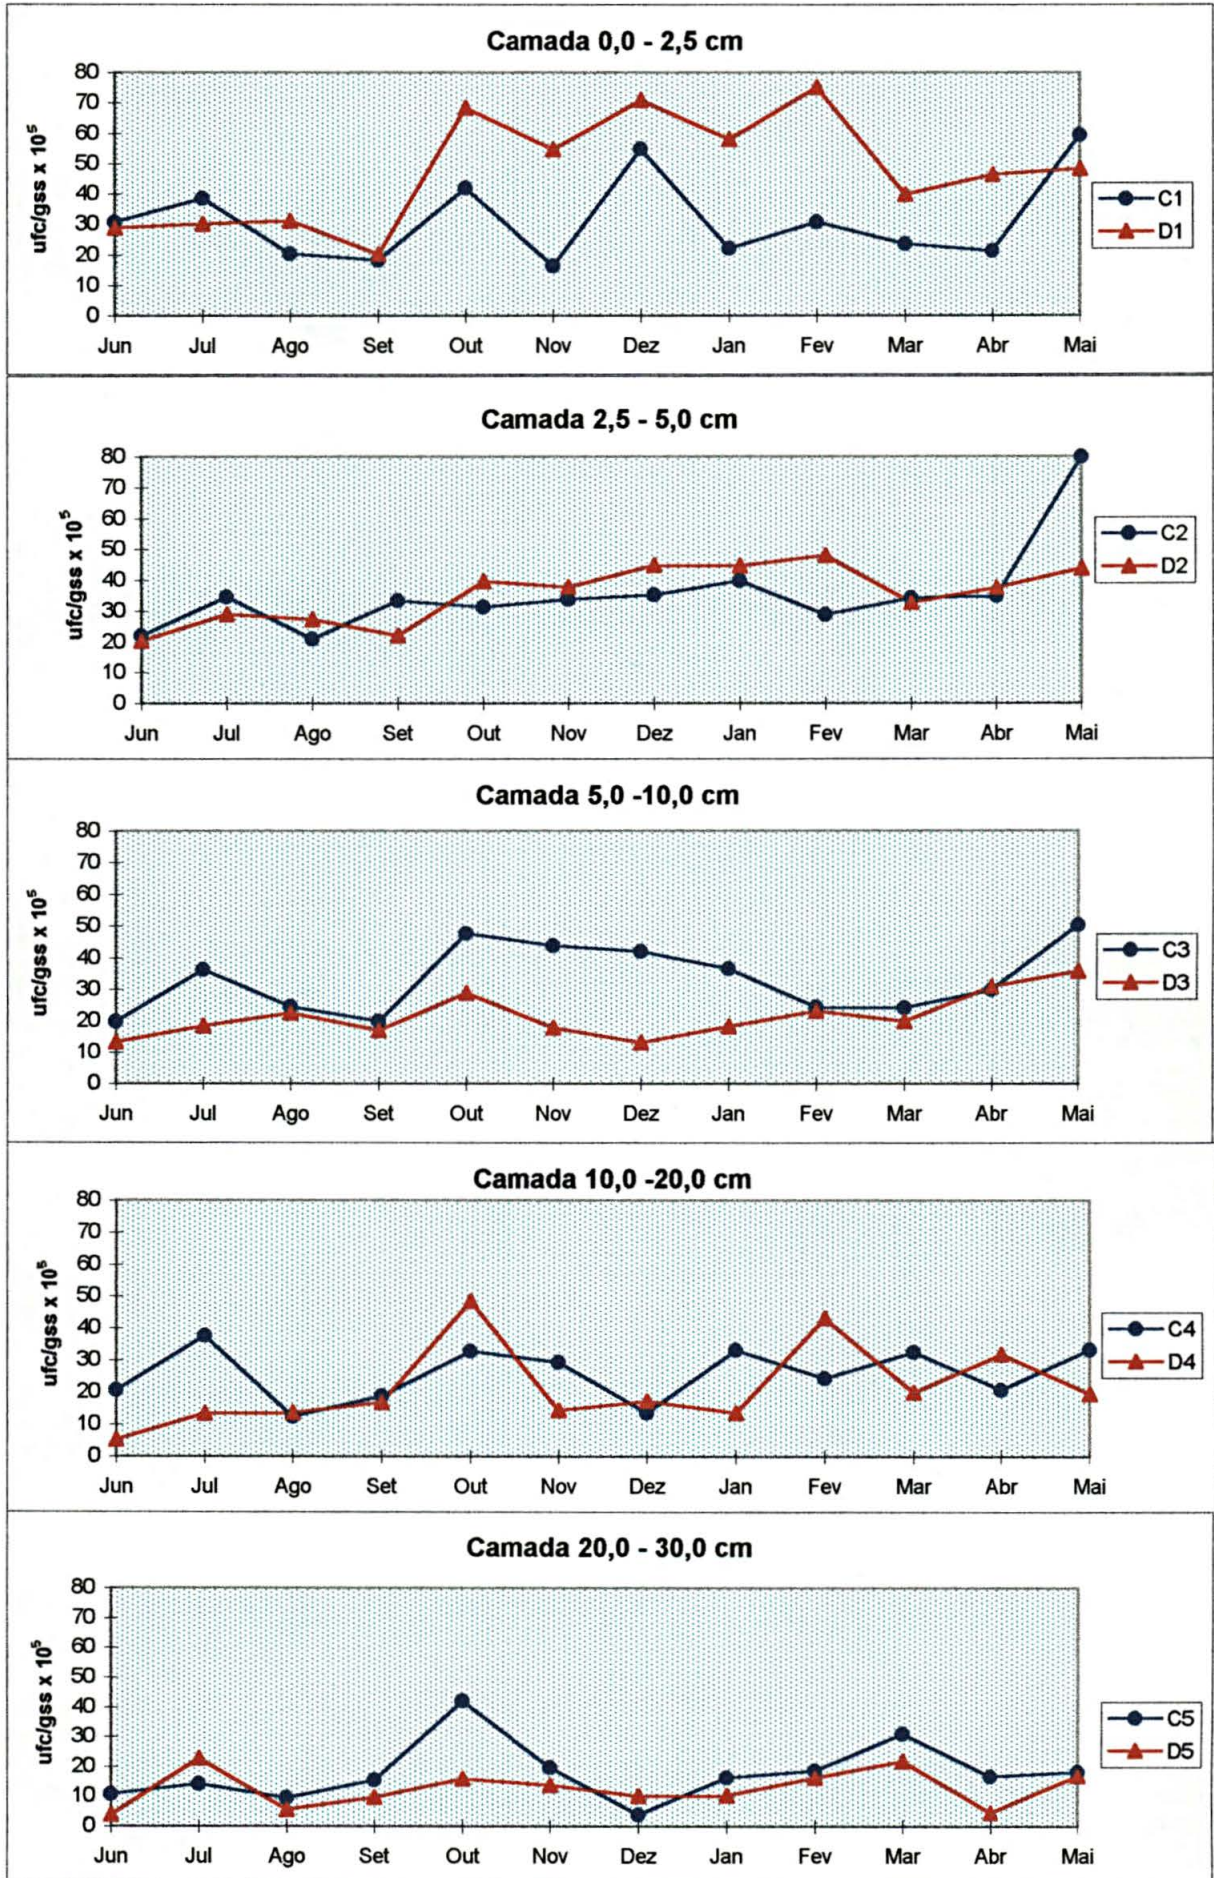 Camada 0,0 - 2,5 cm
ufc/gss x 10⁵
80
70
60
50
40
30
20
10
0
Jun Jul Ago Set Out Nov Dez Jan Fev Mar Abr Mai
C1
D1
Camada 2,5 - 5,0 cm
ufc/gss x 10⁵
80
70
60
50
40
30
20
10
0
Jun Jul Ago Set Out Nov Dez Jan Fev Mar Abr Mai
C2
D2
Camada 5,0 -10,0 cm
ufc/gss x 10⁵
80
70
60
50
40
30
20
10
0
Jun Jul Ago Set Out Nov Dez Jan Fev Mar Abr Mai
C3
D3
Camada 10,0 -20,0 cm
ufc/gss x 10⁵
80
70
60
50
40
30
20
10
0
Jun Jul Ago Set Out Nov Dez Jan Fev Mar Abr Mai
C4
D4
Camada 20,0 - 30,0 cm
ufc/gss x 10⁵
80
70
60
50
40
30
20
10
0
Jun Jul Ago Set Out Nov Dez Jan Fev Mar Abr Mai
C5
D5